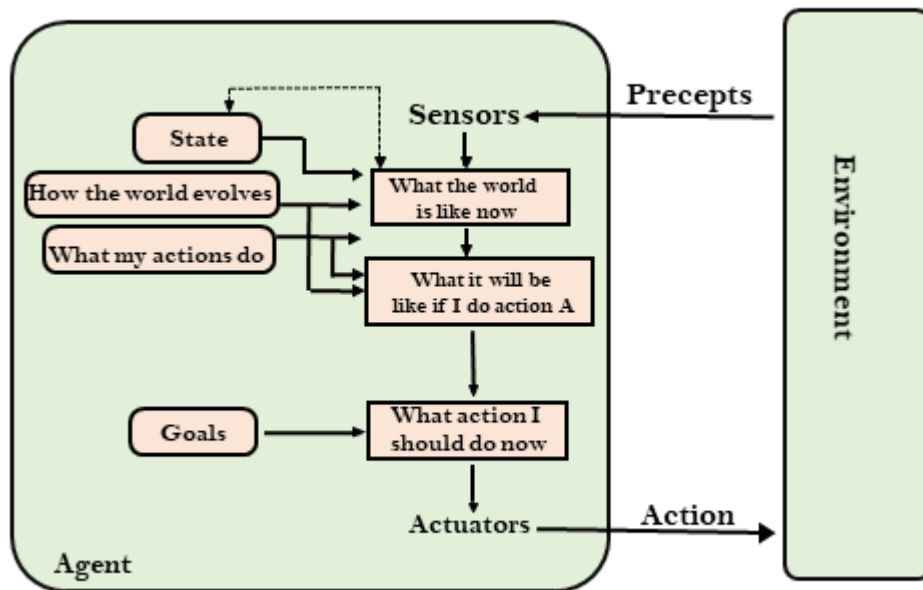 Precepts
Sensors
State
What the world
is like now
How the world evolves
What my actions do
What it will be
like if I do action A
Environment
Goals
What action I
should do now
Actuators
Action
Agent